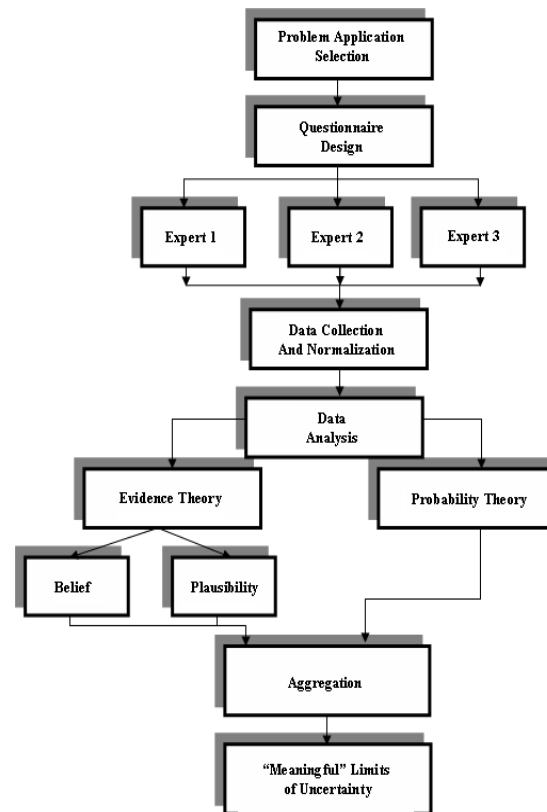 Problem Application
Selection
Questionnaire
Design
Expert 1
Expert 2
Expert 3
Data Collection
And Normalization
Data
Analysis
Evidence Theory
Probability Theory
Belief
Plausibility
Aggregation
“Meaningful” Limits
of Uncertainty